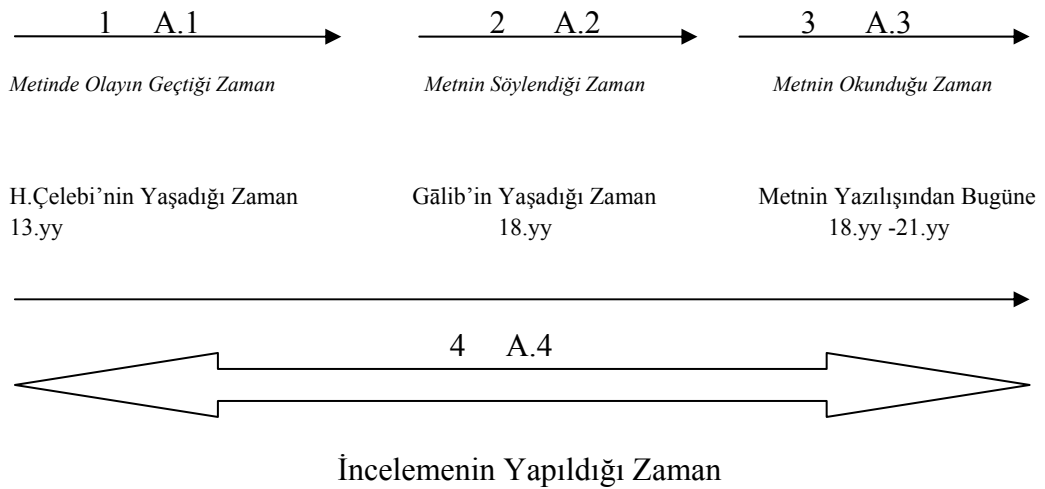 1 A.1 2 A.2 3 A.3
Metinde Olayın Geçtiği Zaman Metnin Söylendiği Zaman Metnin Okunduğu Zaman
H.Çelebi’nin Yaşadığı Zaman Gālib’in Yaşadığı Zaman Metnin Yazılışından Bugüne
13.yy 18.yy 18.yy -21.yy
4 A.4
İncelemenin Yapıldığı Zaman